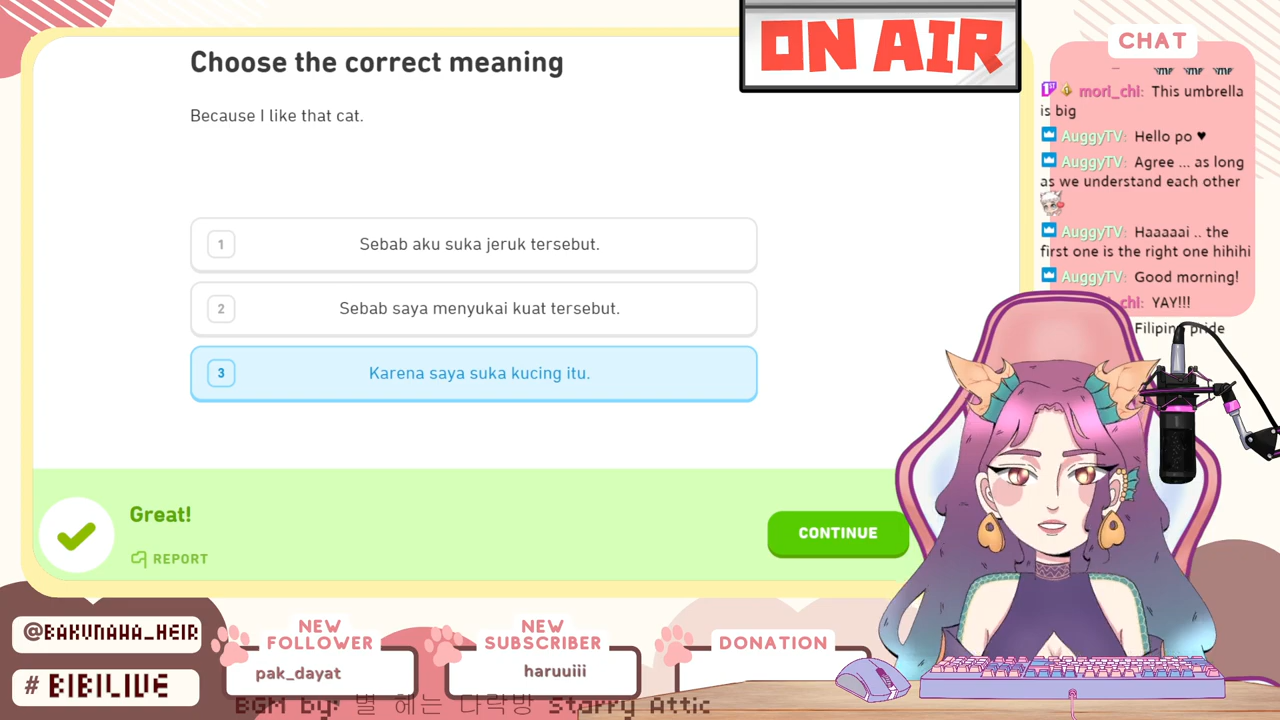 Choose the correct meaning
Because I like that cat.
1 Sebab aku suka jeruk tersebut.
2 Sebab saya menyukai kuat tersebut.
3 Karena saya suka kucing itu.
Great!
REPORT
CONTINUE
ON AIR
CHAT
mori_chi: This umbrella
is big
AuggyTV: Hello po ♥
AuggyTV: Agree ... as long
as we understand each other
AuggyTV: Haaaaai .. the
first one is the right one hihihi
AuggyTV: Good morning!
chi: YAY!!!
Filipino pride
@BAKUNAWA_HEIR
# BIBILIVE
NEW
FOLLOWER
pak_dayat
NEW
SUBSCRIBER
haruuiii
DONATION
BGM by: 별 헤는 다락방 Starry Attic